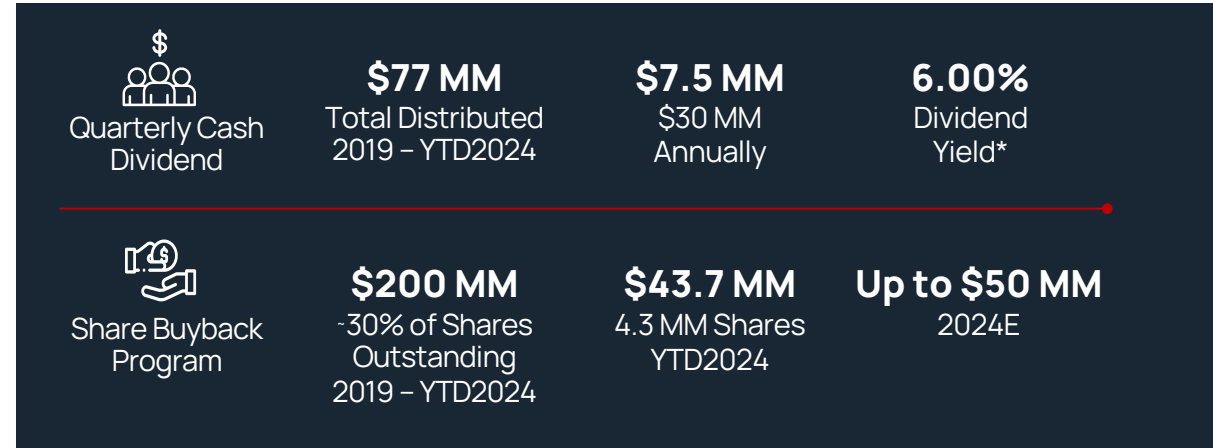 $
Quarterly Cash
Dividend
$77 MM
Total Distributed
2019 – YTD2024
$7.5 MM
$30 MM
Annually
6.00%
Dividend
Yield*
$
Share Buyback
Program
$200 MM
~30% of Shares
Outstanding
2019 – YTD2024
$43.7 MM
4.3 MM Shares
YTD2024
Up to $50 MM
2024E